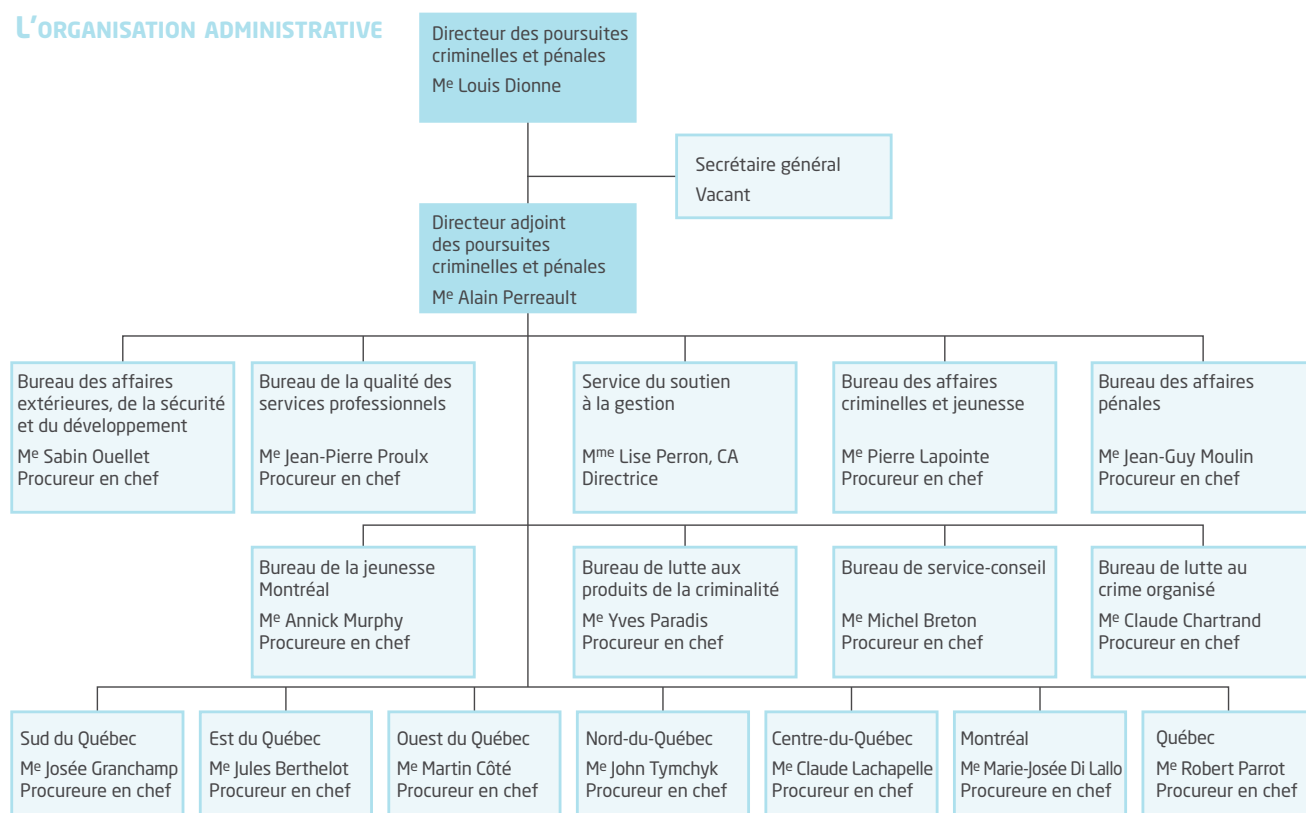 L'ORGANISATION ADMINISTRATIVE
Directeur des poursuites
criminelles et pénales
Me Louis Dionne
Secrétaire général
Vacant
Directeur adjoint
des poursuites
criminelles et pénales
Me Alain Perreault
Bureau des affaires
extérieures, de la sécurité
et du développement
Me Sabin Ouellet
Procureur en chef
Bureau de la qualité des
services professionnels
Me Jean-Pierre Proulx
Procureur en chef
Service du soutien
à la gestion
Mme Lise Perron, CA
Directrice
Bureau des affaires
criminelles et jeunesse
Me Pierre Lapointe
Procureur en chef
Bureau des affaires
pénales
Me Jean-Guy Moulin
Procureur en chef
Bureau de la jeunesse
Montréal
Me Annick Murphy
Procureure en chef
Bureau de lutte aux
produits de la criminalité
Me Yves Paradis
Procureur en chef
Bureau de service-conseil
Me Michel Breton
Procureur en chef
Bureau de lutte au
crime organisé
Me Claude Chartrand
Procureur en chef
Sud du Québec
Me Josée Granchamp
Procureure en chef
Est du Québec
Me Jules Berthelot
Procureur en chef
Ouest du Québec
Me Martin Côté
Procureur en chef
Nord-du-Québec
Me John Tymchyk
Procureur en chef
Centre-du-Québec
Me Claude Lachapelle
Procureur en chef
Montréal
Me Marie-Josée Di Lallo
Procureure en chef
Québec
Me Robert Parrot
Procureur en chef